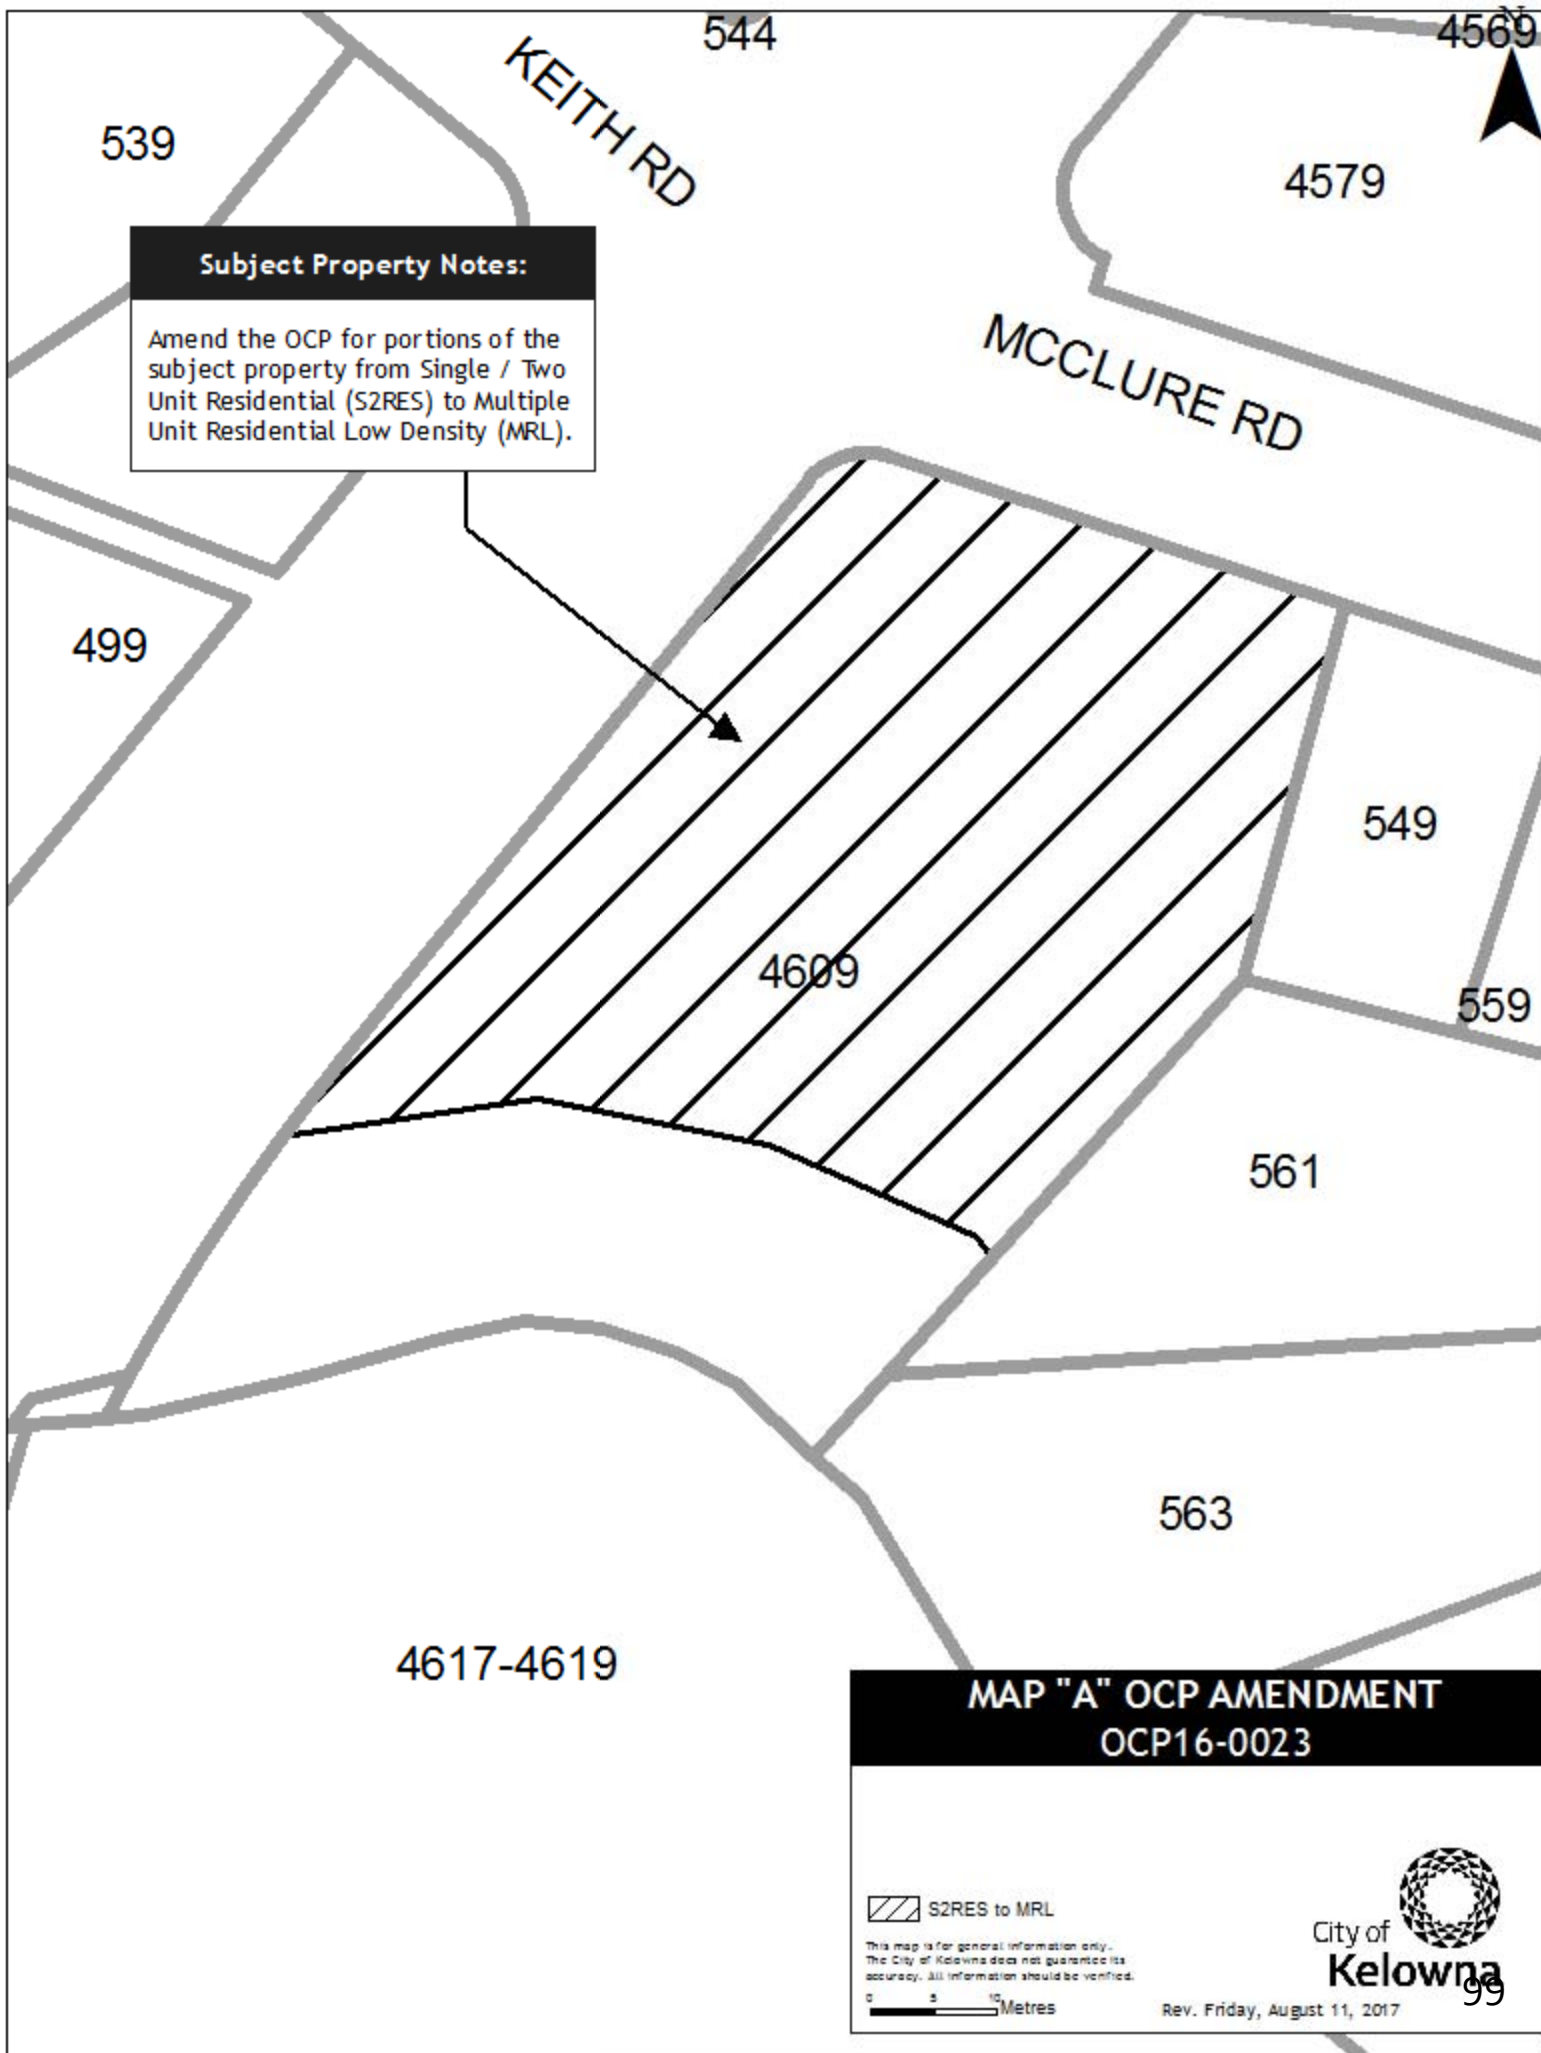 544
N
4569
KEITH RD
539
4579
Subject Property Notes:
Amend the OCP for portions of the
subject property from Single / Two
Unit Residential (S2RES) to Multiple
Unit Residential Low Density (MRL).
MCCLURE RD
499
549
4609
559
561
563
4617-4619
MAP "A" OCP AMENDMENT
OCP16-0023
S2RES to MRL
This map is for general information only.
The City of Kelowna does not guarantee its
accuracy. All information should be verified.
0 5 10 Metres
City of
Kelowna
99
Rev. Friday, August 11, 2017